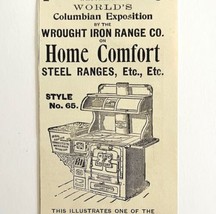 WORLD'S
Columbian Exposition
BY THE
WROUGHT IRON RANGE CO.
ON
Home Comfort
STEEL RANGES, Etc., Etc.
STYLE
No. 65.
THIS ILLUSTRATES ONE OF THE